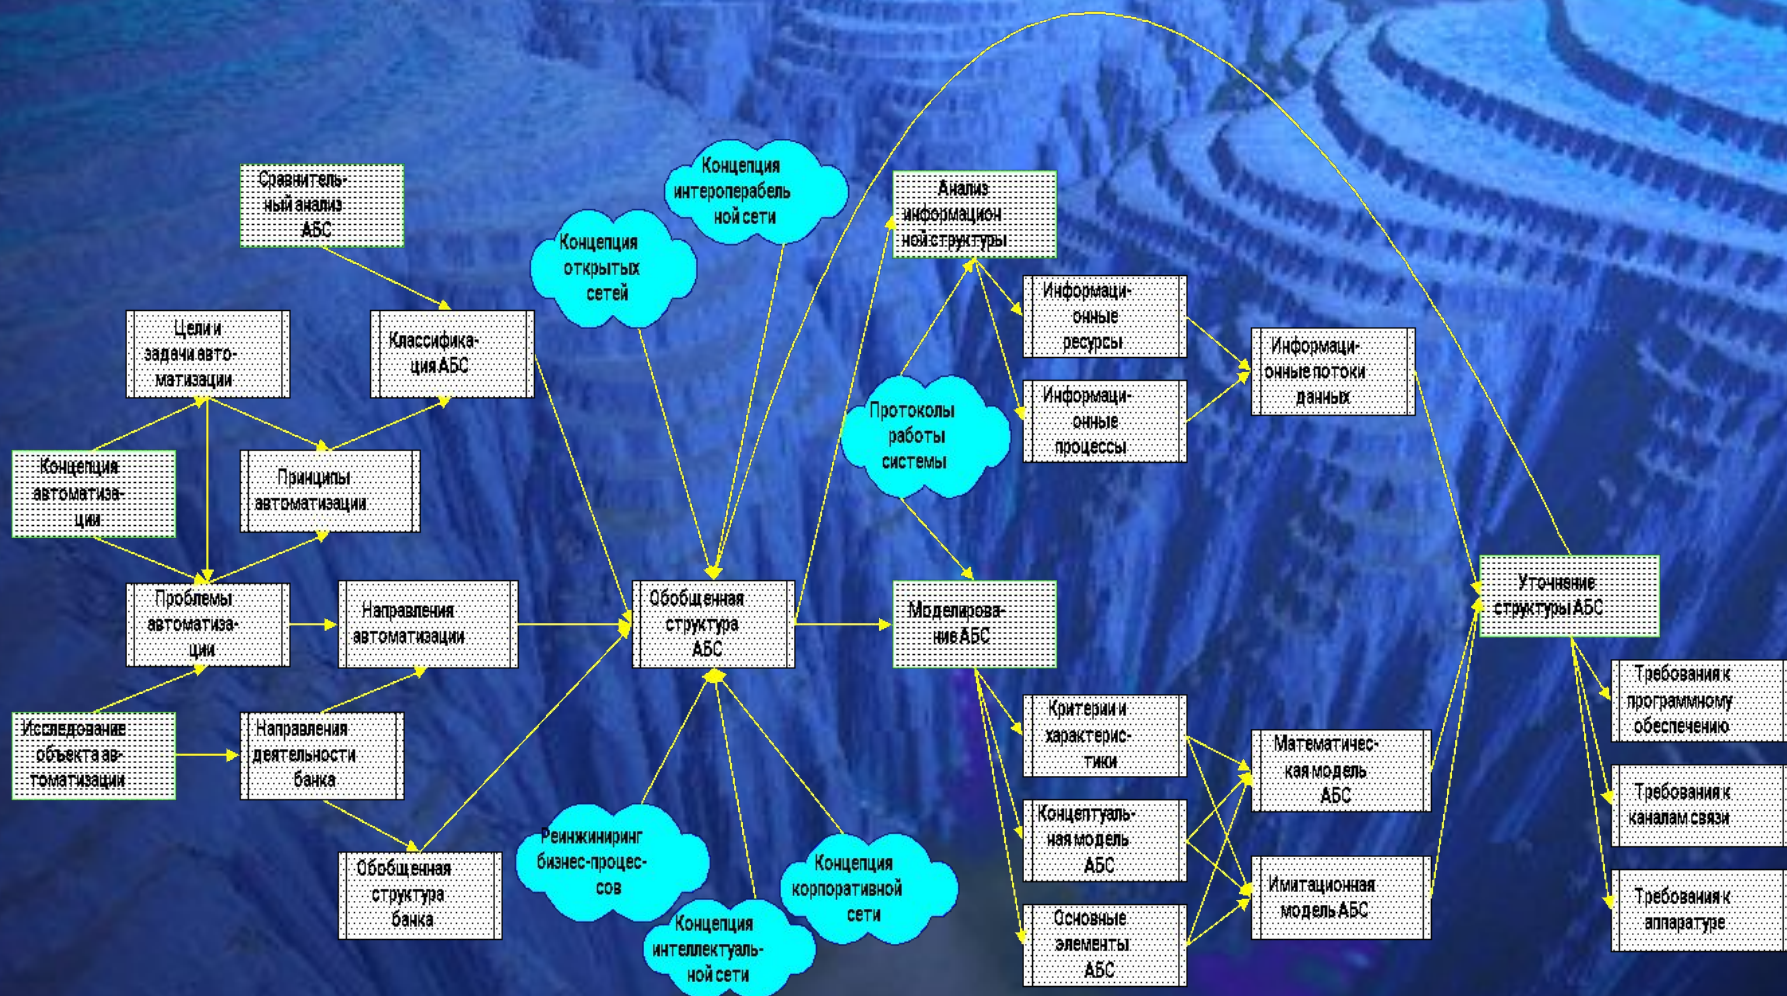 Сравнитель-
ный анализ
АБС
Концепция
интероперабель
ной сети
Концепция
открытых
сетей
Анализ
информацион
ной структуры
Цели и
задачи авто-
матизации
Классифика-
ция АБС
Информаци-
онные
ресурсы
Информаци-
онные потоки
данных
Информаци-
онные
процессы
Протоколы
работы
системы
Концепция
автоматиза-
ции
Принципы
автоматизации
Проблемы
автоматиза-
ции
Направления
автоматизации
Обобщенная
структура
АБС
Моделирова-
ние АБС
Уточнение
структуры АБС
Исследование
объекта ав-
томатизации
Направления
деятельности
банка
Обобщенная
структура
банка
Реинжиниринг
бизнес-процес-
сов
Концепция
интеллектуаль-
ной сети
Концепция
корпоративной
сети
Критерии и
характерис-
тики
Концептуаль-
ная модель
АБС
Основные
элементы
АБС
Математичес-
кая модель
АБС
Имитационная
модель АБС
Требования к
программному
обеспечению
Требования к
каналам связи
Требования к
аппаратуре